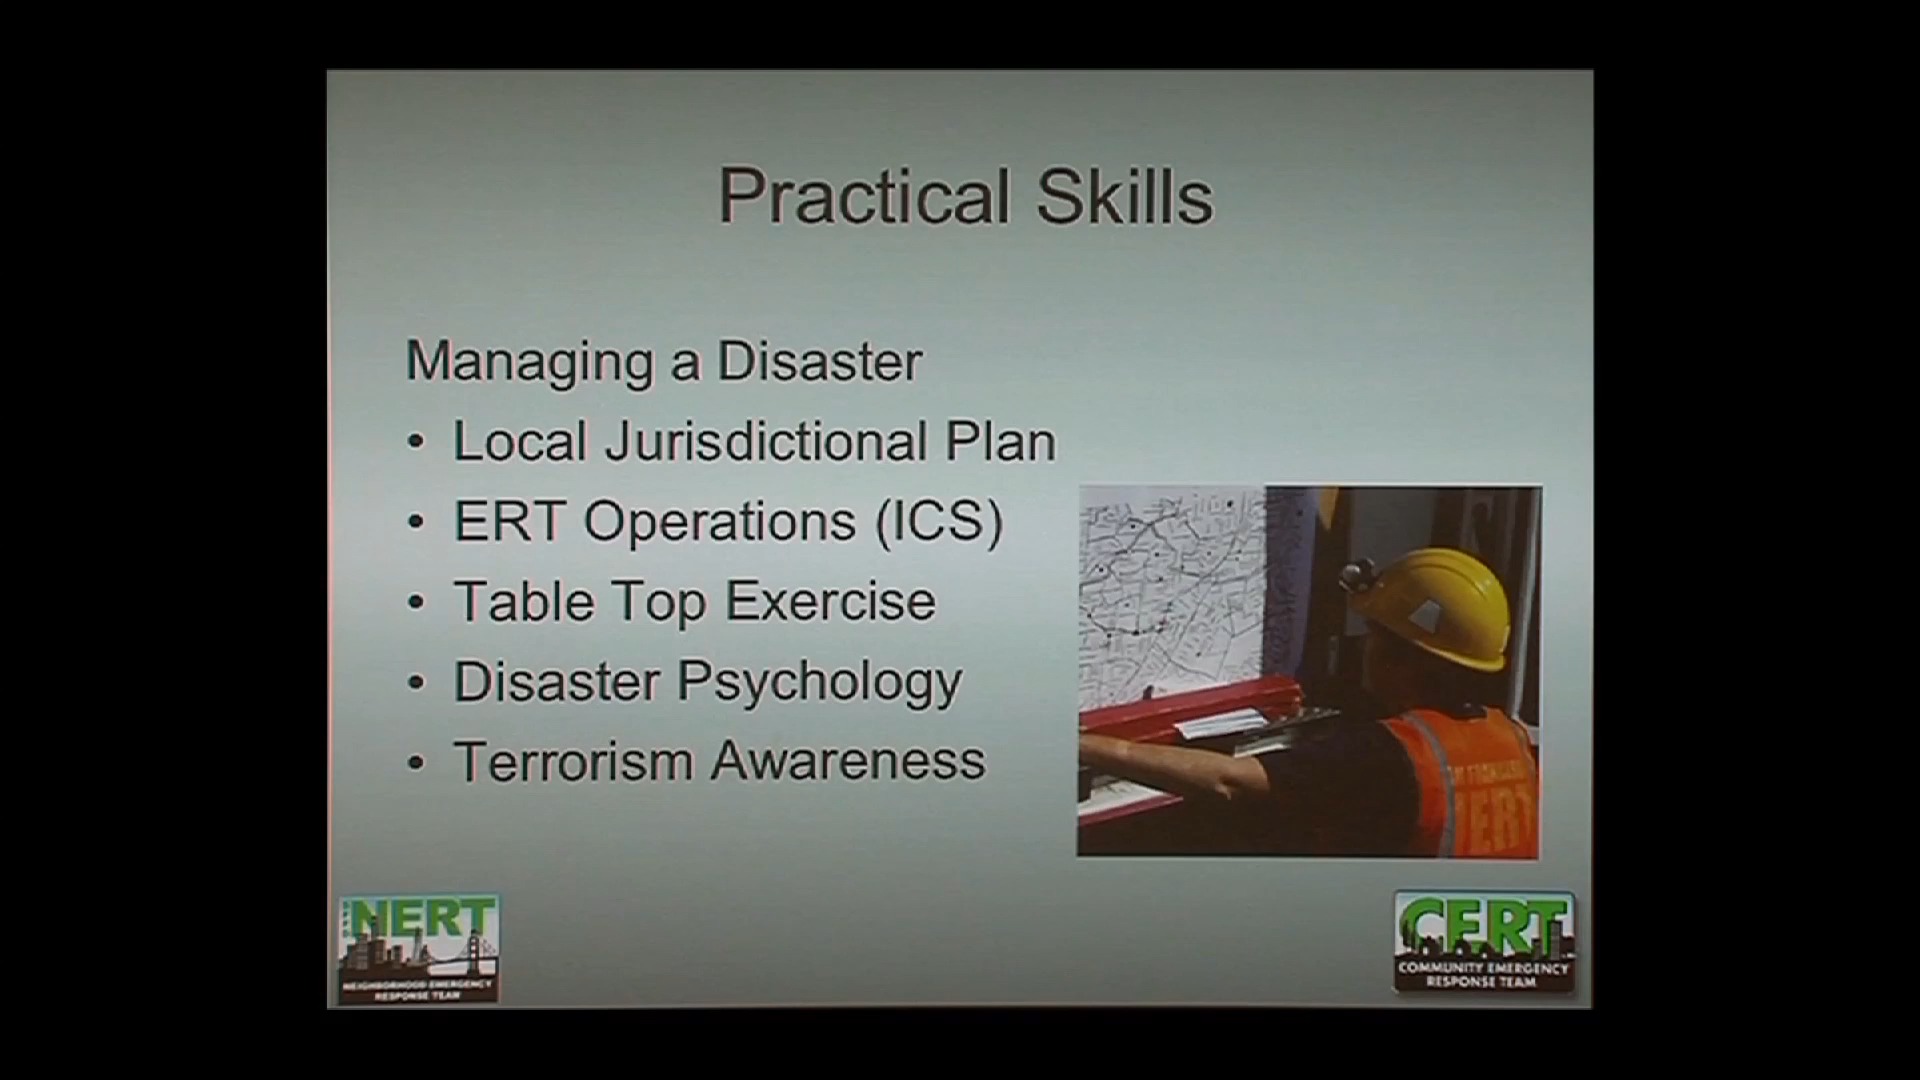 Practical Skills
Managing a Disaster
• Local Jurisdictional Plan
• ERT Operations (ICS)
• Table Top Exercise
• Disaster Psychology
• Terrorism Awareness
NERT
NEIGHBORHOOD EMERGENCY
RESPONSE TEAM
CERT
COMMUNITY EMERGENCY
RESPONSE TEAM